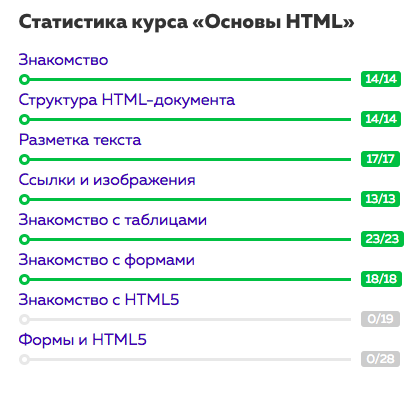 Статистика курса «Основы HTML»
Знакомство
14/14
Структура HTML-документа
14/14
Разметка текста
17/17
Ссылки и изображения
13/13
Знакомство с таблицами
23/23
Знакомство с формами
18/18
Знакомство с HTML5
0/19
Формы и HTML5
0/28